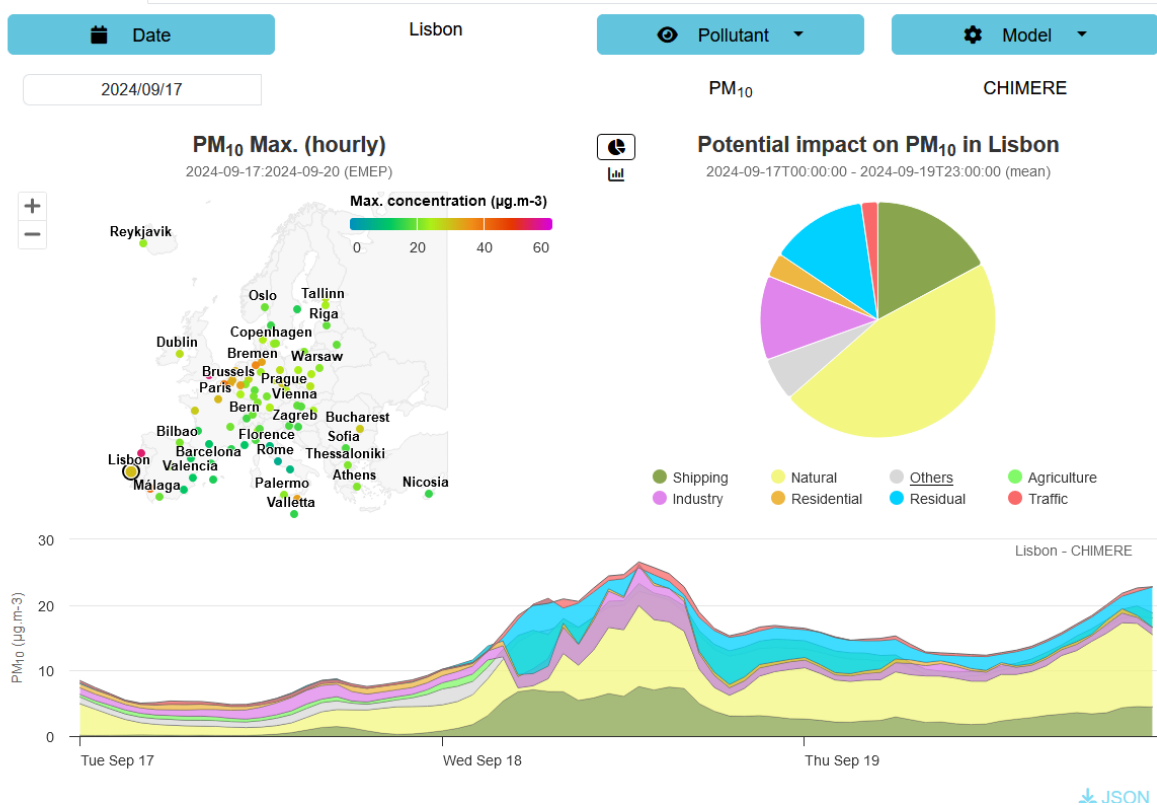 Date
Lisbon
Pollutant
Model
2024/09/17
PM₁₀
CHIMERE
PM₁₀ Max. (hourly)
2024-09-17:2024-09-20 (EMEP)
+
−
Max. concentration (µg.m-3)
0 20 40 60
Reykjavik
Oslo
Tallinn
Riga
Copenhagen
Dublin
Bremen
Warsaw
Brussels
Prague
Paris
Vienna
Bern
Zagreb
Bucharest
Bilbao
Florence
Sofia
Barcelona
Rome
Thessaloniki
Lisbon
Valencia
Athens
Málaga
Palermo
Nicosia
Valletta
Potential impact on PM₁₀ in Lisbon
2024-09-17T00:00:00 - 2024-09-19T23:00:00 (mean)
Shipping Natural Others Agriculture
Industry Residential Residual Traffic
Lisbon - CHIMERE
PM₁₀ (µg.m-3)
30
20
10
0
Tue Sep 17 Wed Sep 18 Thu Sep 19
JSON